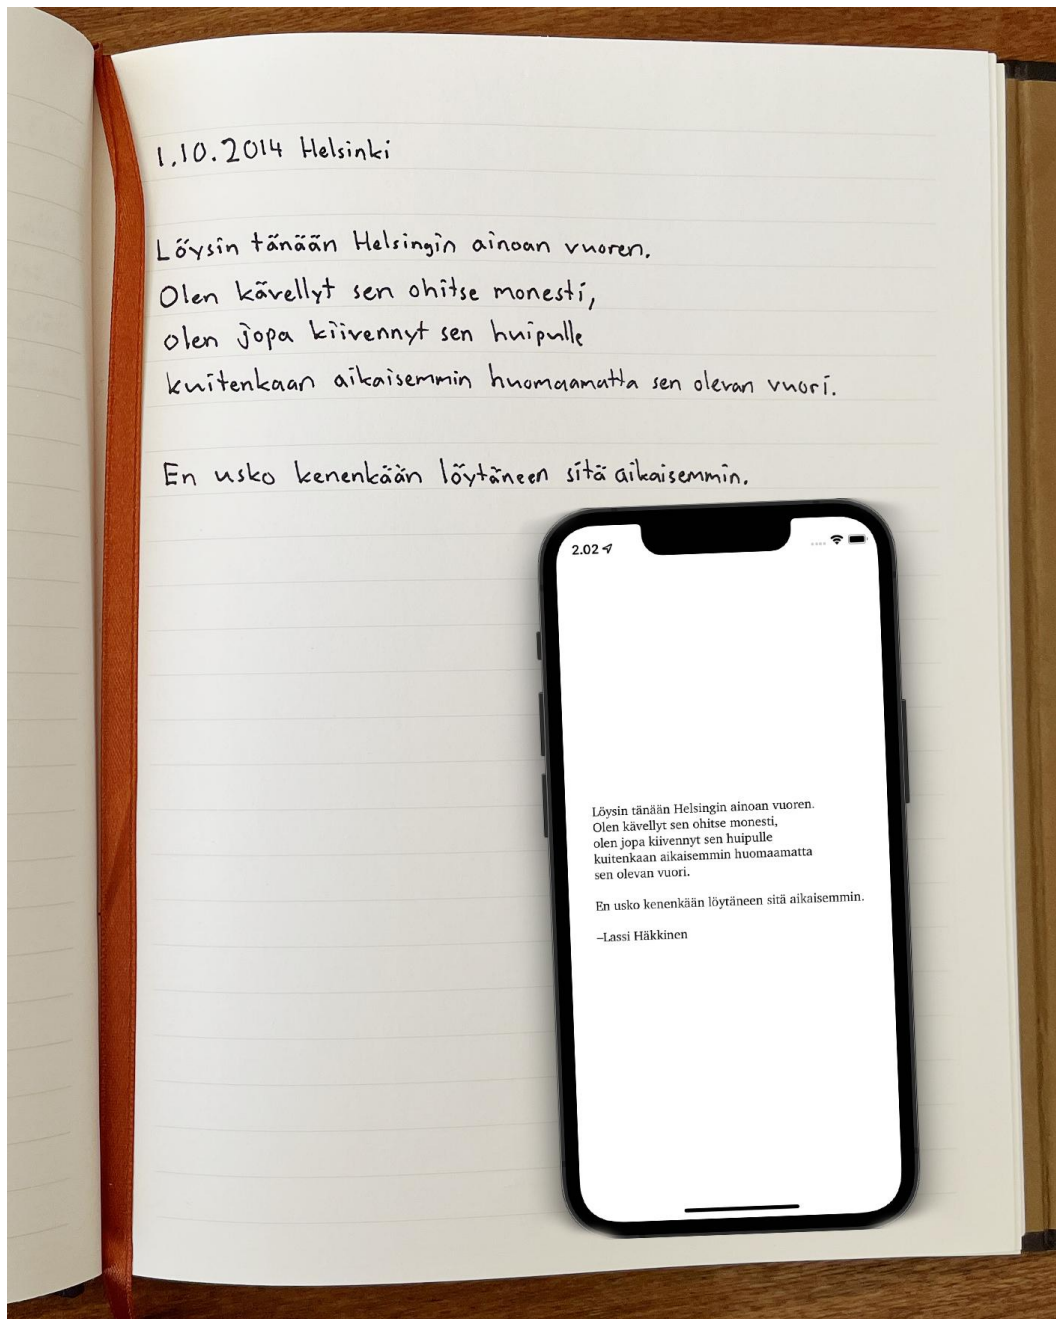 1.10.2014 Helsinki
Löysin tänään Helsingin ainoan vuoren.
Olen kävellyt sen ohitse monesti,
olen jopa kiivennyt sen huipulle
kuitenkaan aikaisemmin huomaamatta sen olevan vuori.
En usko kenenkään löytäneen sitä aikaisemmin.
2.02
Löysin tänään Helsingin ainoan vuoren.
Olen kävellyt sen ohitse monesti,
olen jopa kiivennyt sen huipulle
kuitenkaan aikaisemmin huomaamatta
sen olevan vuori.
En usko kenenkään löytäneen sitä aikaisemmin.
–Lassi Häkkinen